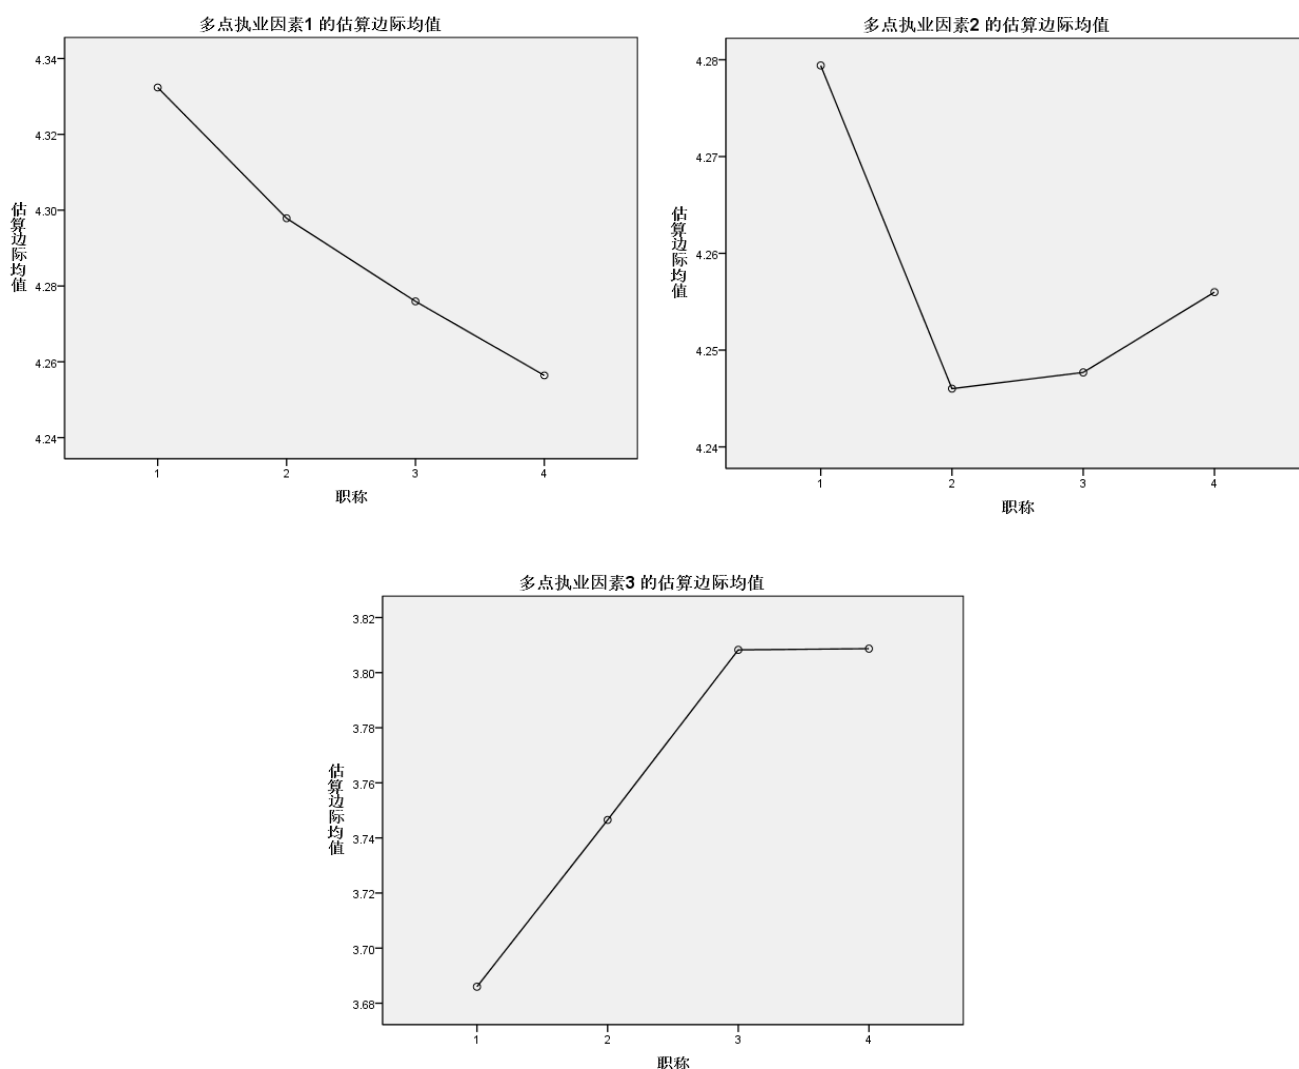 多点执业因素1 的估算边际均值
4.34
4.32
4.30
4.28
4.26
4.24
估算边际均值
1 2 3 4
职称
多点执业因素2 的估算边际均值
4.28
4.27
4.26
4.25
4.24
估算边际均值
1 2 3 4
职称
多点执业因素3 的估算边际均值
3.82
3.80
3.78
3.76
3.74
3.72
3.70
3.68
估算边际均值
1 2 3 4
职称